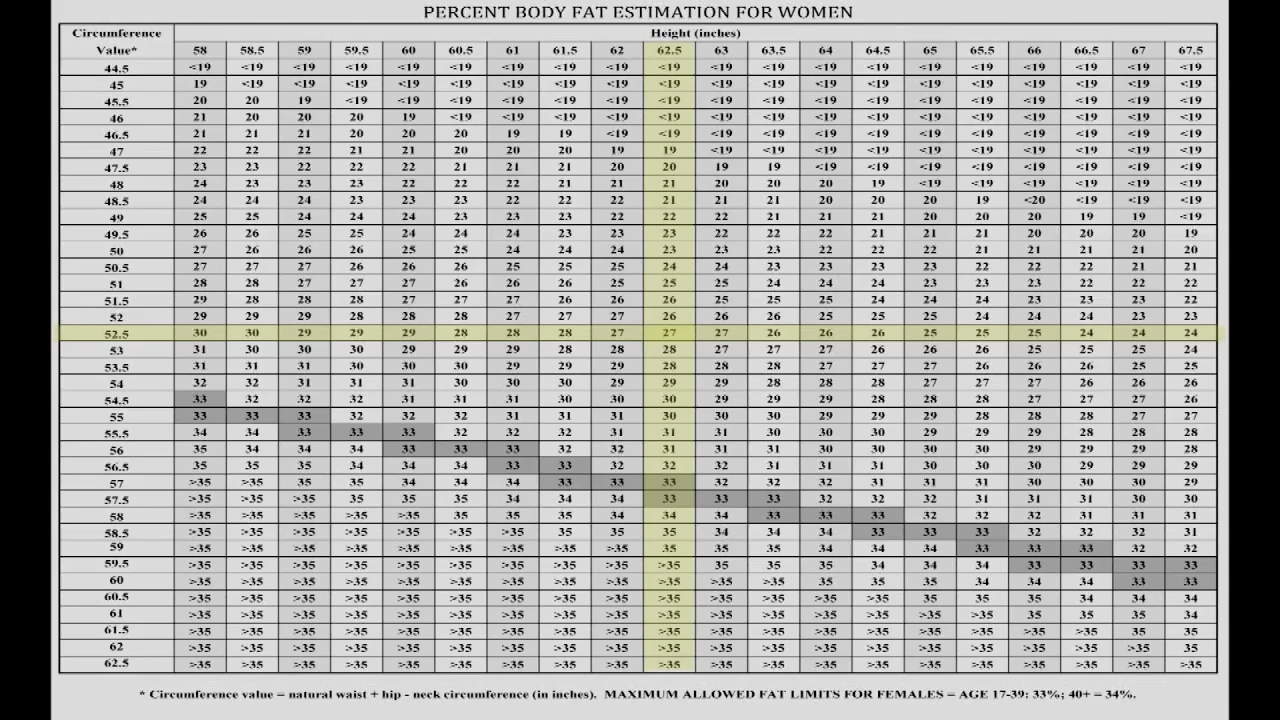 PERCENT BODY FAT ESTIMATION FOR WOMEN
Circumference Height (inches)
Value* 58 58.5 59 59.5 60 60.5 61 61.5 62 62.5 63 63.5 64 64.5 65 65.5 66 66.5 67 67.5
44.5 <19 <19 <19 <19 <19 <19 <19 <19 <19 <19 <19 <19 <19 <19 <19 <19 <19 <19 <19 <19
45 19 <19 <19 <19 <19 <19 <19 <19 <19 <19 <19 <19 <19 <19 <19 <19 <19 <19 <19 <19
45.5 20 20 19 <19 <19 <19 <19 <19 <19 <19 <19 <19 <19 <19 <19 <19 <19 <19 <19 <19
46 21 20 20 20 19 <19 <19 <19 <19 <19 <19 <19 <19 <19 <19 <19 <19 <19 <19 <19
46.5 21 21 21 20 20 20 19 19 <19 <19 <19 <19 <19 <19 <19 <19 <19 <19 <19 <19
47 22 22 22 21 21 20 20 20 19 19 <19 <19 <19 <19 <19 <19 <19 <19 <19 <19
47.5 23 23 22 22 22 21 21 21 20 20 19 19 <19 <19 <19 <19 <19 <19 <19 <19
48 24 23 23 23 22 22 22 21 21 21 20 20 20 19 <19 <19 <19 <19 <19 <19
48.5 24 24 24 23 23 23 22 22 22 21 21 21 20 20 20 19 <20 <19 <19 <19
49 25 25 24 24 24 23 23 23 22 22 22 21 21 21 20 20 20 19 19 <19
49.5 26 26 25 25 24 24 24 23 23 23 22 22 22 21 21 21 20 20 20 19
50 27 26 26 26 25 25 24 24 24 23 23 23 22 22 22 21 21 21 21 20
50.5 27 27 27 26 26 26 25 25 25 24 24 23 23 23 23 22 22 22 21 21
51 28 28 27 27 27 26 26 26 25 25 25 24 24 24 23 23 23 22 22 22
51.5 29 28 28 28 27 27 27 26 26 26 25 25 25 24 24 24 23 23 23 22
52 29 29 29 28 28 28 27 27 27 26 26 26 25 25 25 24 24 24 23 23
52.5 30 30 29 29 29 28 28 28 27 27 27 26 26 26 25 25 25 24 24 24
53 31 30 30 30 29 29 29 28 28 28 27 27 27 26 26 26 25 25 25 24
53.5 31 31 31 30 30 30 29 29 29 28 28 28 27 27 27 26 26 26 25 25
54 32 32 31 31 31 30 30 30 29 29 29 28 28 28 27 27 27 26 26 26
54.5 33 32 32 32 31 31 31 30 30 30 29 29 29 28 28 28 27 27 27 26
55 33 33 33 32 32 32 31 31 31 30 30 30 29 29 29 28 28 28 27 27
55.5 34 34 33 33 33 32 32 32 31 31 31 30 30 30 29 29 29 28 28 28
56 35 34 34 34 33 33 33 32 32 31 31 31 30 30 30 30 29 29 29 28
56.5 35 35 35 34 34 34 33 33 32 32 32 31 31 31 30 30 30 29 29 29
57 >35 >35 35 35 34 34 34 33 33 33 32 32 32 31 31 31 30 30 30 29
57.5 >35 >35 >35 35 35 35 34 34 34 33 33 33 32 32 32 31 31 31 30 30
58 >35 >35 >35 >35 >35 35 35 35 34 34 34 33 33 33 32 32 32 31 31 31
58.5 >35 >35 >35 >35 >35 >35 >35 35 35 35 34 34 34 33 33 33 32 32 32 31
59 >35 >35 >35 >35 >35 >35 >35 >35 >35 35 35 35 34 34 34 33 33 33 32 32
59.5 >35 >35 >35 >35 >35 >35 >35 >35 >35 >35 35 35 35 34 34 34 33 33 33 33
60 >35 >35 >35 >35 >35 >35 >35 >35 >35 >35 >35 >35 35 35 35 34 34 34 33 33
60.5 >35 >35 >35 >35 >35 >35 >35 >35 >35 >35 >35 >35 >35 >35 35 35 35 34 34 34
61 >35 >35 >35 >35 >35 >35 >35 >35 >35 >35 >35 >35 >35 >35 >35 >35 35 35 35 34
61.5 >35 >35 >35 >35 >35 >35 >35 >35 >35 >35 >35 >35 >35 >35 >35 >35 >35 >35 35 35
62 >35 >35 >35 >35 >35 >35 >35 >35 >35 >35 >35 >35 >35 >35 >35 >35 >35 >35 >35 35
62.5 >35 >35 >35 >35 >35 >35 >35 >35 >35 >35 >35 >35 >35 >35 >35 >35 >35 >35 >35 >35
* Circumference value = natural waist + hip - neck circumference (in inches). MAXIMUM ALLOWED FAT LIMITS FOR FEMALES = AGE 17-39: 33%; 40+ = 34%.